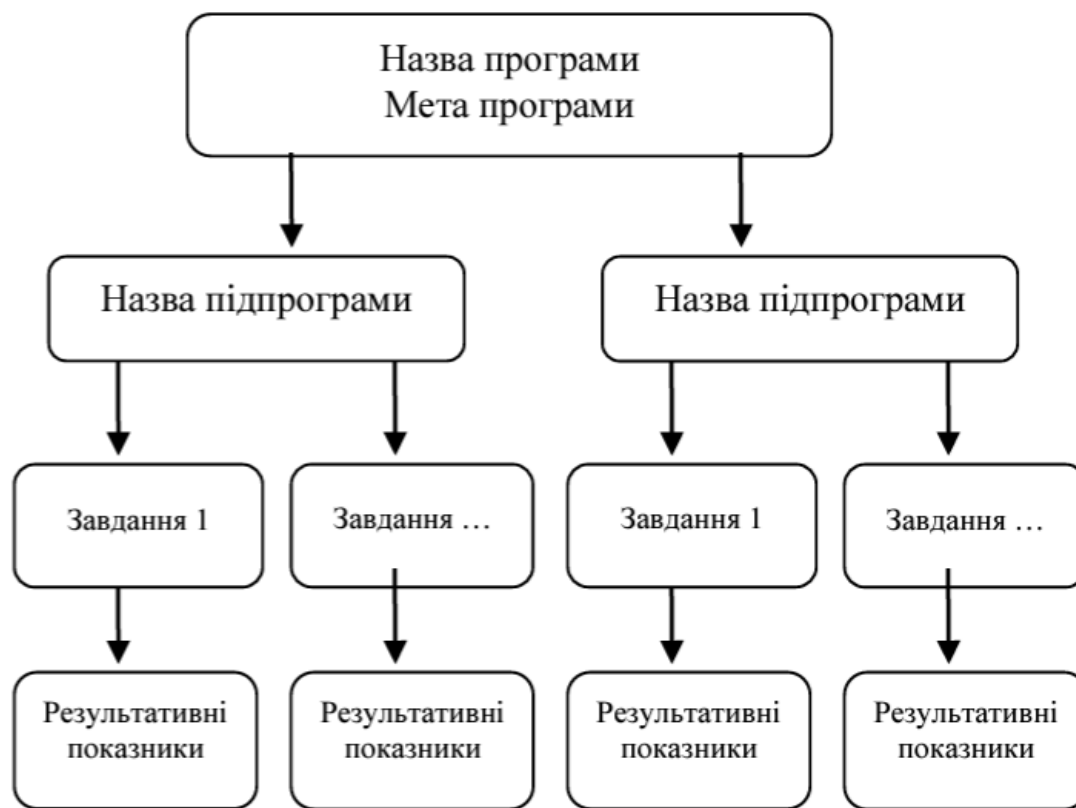 Назва програми
Мета програми
Назва підпрограми
Назва підпрограми
Завдання 1
Завдання …
Завдання 1
Завдання …
Результативні
показники
Результативні
показники
Результативні
показники
Результативні
показники